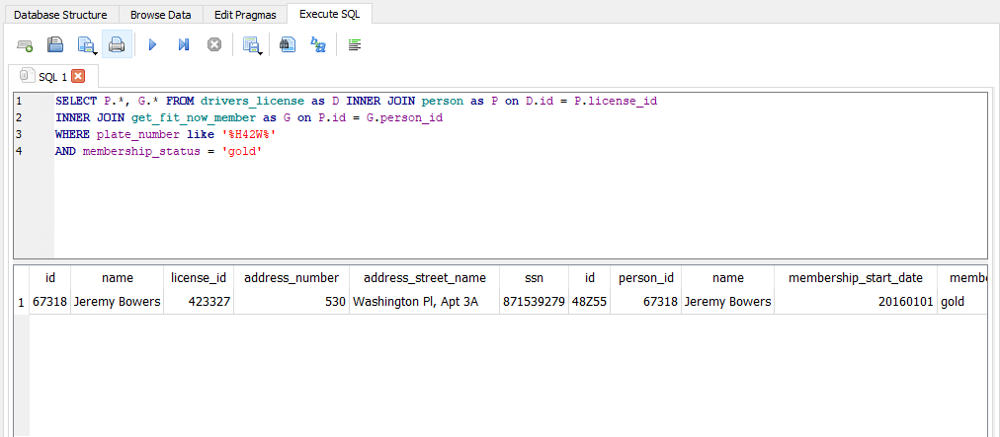 Database Structure Browse Data Edit Pragmas Execute SQL
SQL 1
1 SELECT P.*, G.* FROM drivers_license as D INNER JOIN person as P on D.id = P.license_id
2 INNER JOIN get_fit_now_member as G on P.id = G.person_id
3 WHERE plate_number like '%H42W%'
4 AND membership_status = 'gold'
id name license_id address_number address_street_name ssn id person_id name membership_start_date membe
1 67318 Jeremy Bowers 423327 530 Washington Pl, Apt 3A 871539279 48Z55 67318 Jeremy Bowers 20160101 gold